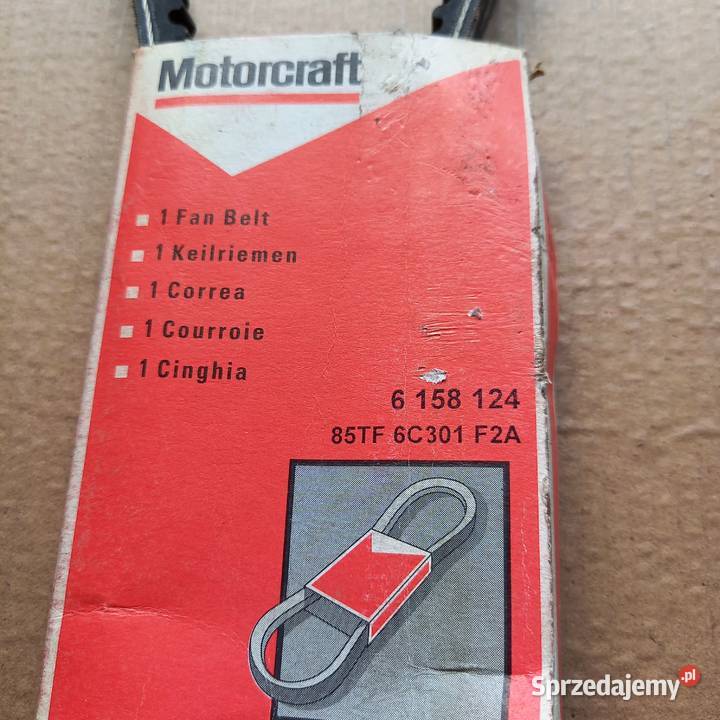 Motorcraft
1 Fan Belt
1 Keilriemen
1 Correa
1 Courroie
1 Cinghia
6 158 124
85TF 6C301 F2A
Sprzedajemy.pl